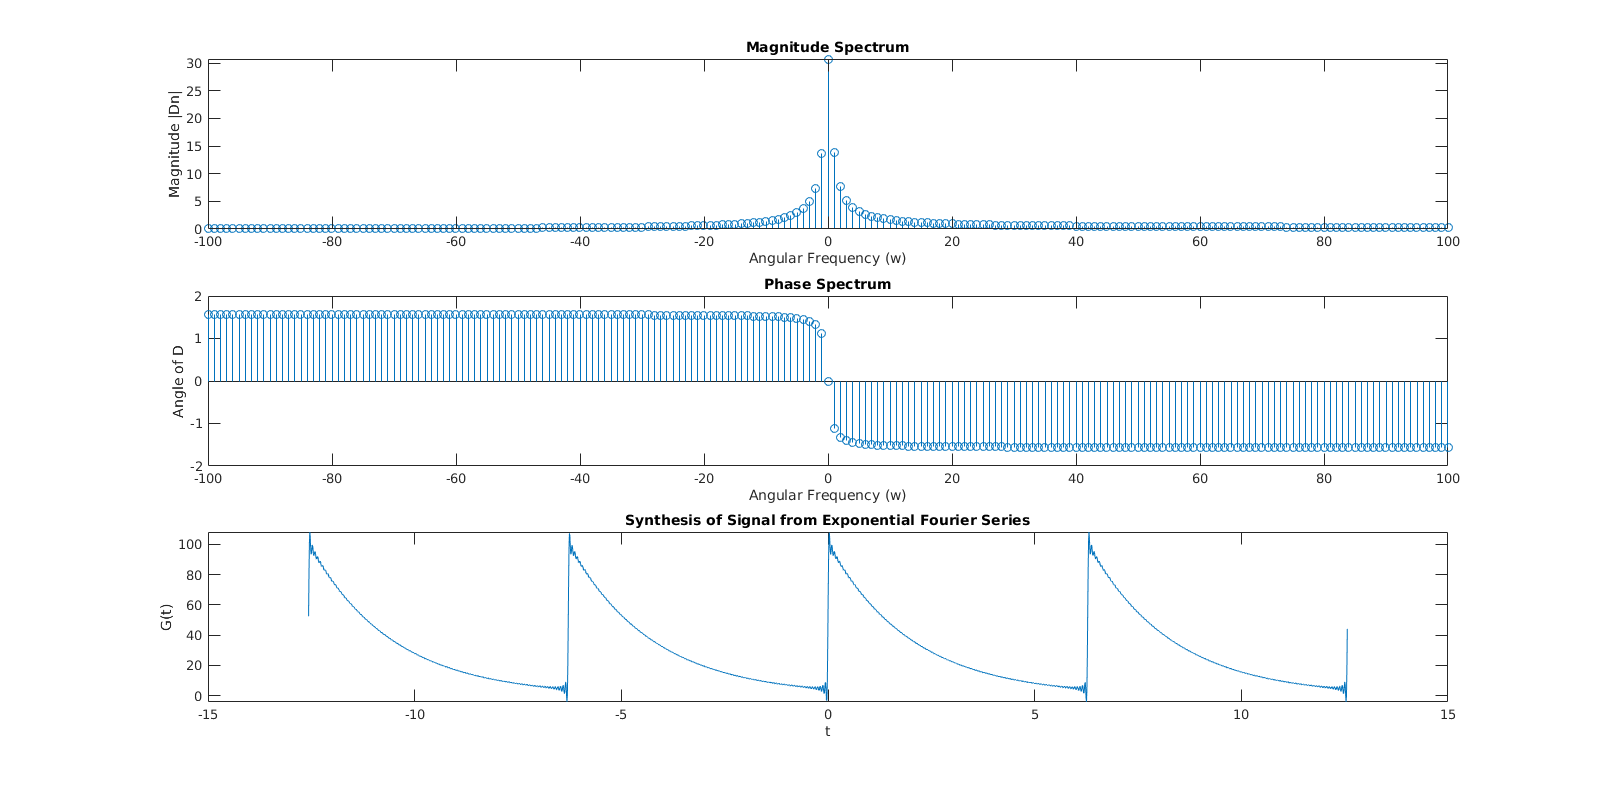 Magnitude Spectrum
Magnitude |Dn|
30
25
20
15
10
5
0
-100 -80 -60 -40 -20 0 20 40 60 80 100
Angular Frequency (w)
Phase Spectrum
Angle of D
2
1
0
-1
-2
-100 -80 -60 -40 -20 0 20 40 60 80 100
Angular Frequency (w)
Synthesis of Signal from Exponential Fourier Series
G(t)
100
80
60
40
20
0
-15 -10 -5 0 5 10 15
t